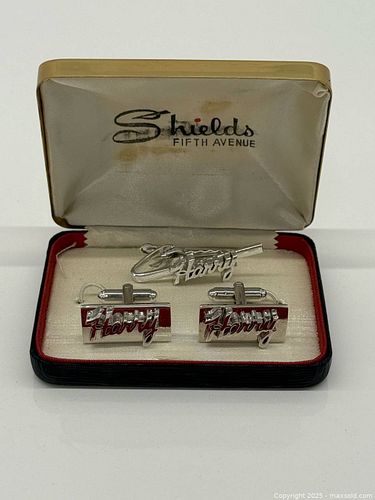 Shields
FIFTH AVENUE
Harry
Harry
Harry
Copyright 2025 - maxsold.com